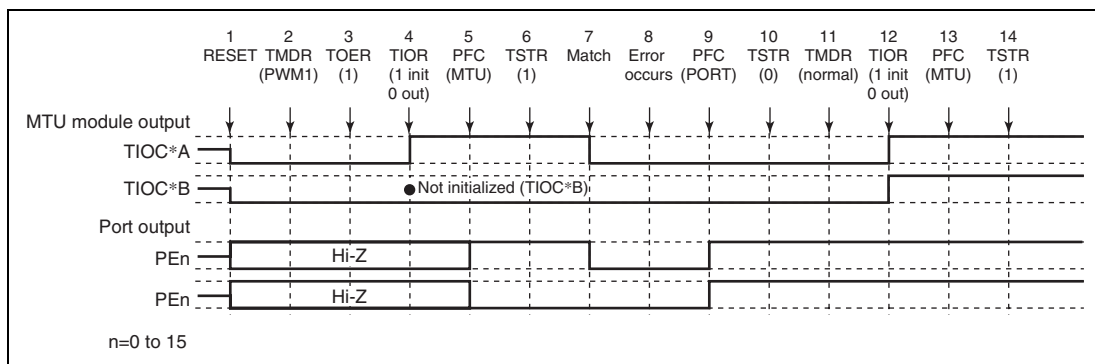 1 2 3 4 5 6 7 8 9 10 11 12 13 14
RESET TMDR TOER TIOR PFC TSTR Match Error PFC TSTR TMDR TIOR PFC TSTR
(PWM1) (1) (1 init (MTU) (1) occurs (PORT) (0) (normal) (1 init (MTU) (1)
0 out) 0 out)
MTU module output
TIOC*A
TIOC*B
Not initialized (TIOC*B)
Port output
PEn
Hi-Z
PEn
Hi-Z
n=0 to 15